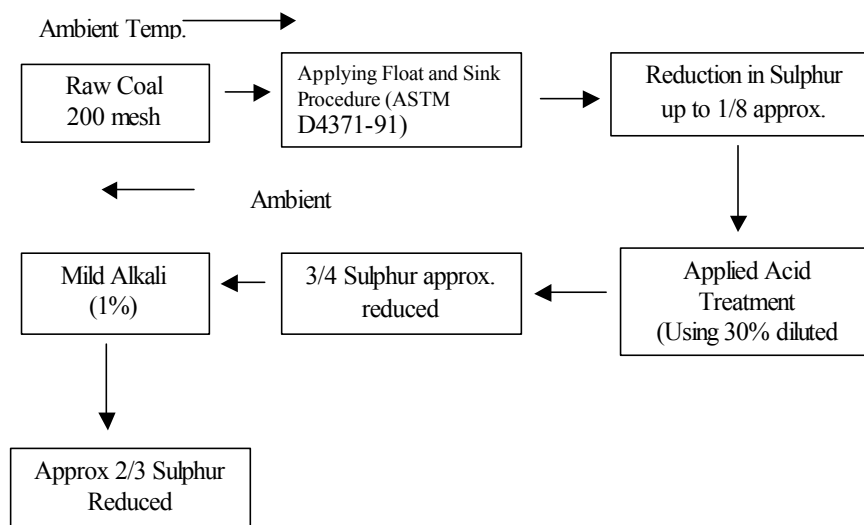 Ambient Temp.
Raw Coal
200 mesh
Applying Float and Sink
Procedure (ASTM
D4371-91)
Reduction in Sulphur
up to 1/8 approx.
Ambient
Mild Alkali
(1%)
3/4 Sulphur approx.
reduced
Applied Acid
Treatment
(Using 30% diluted
Approx 2/3 Sulphur
Reduced